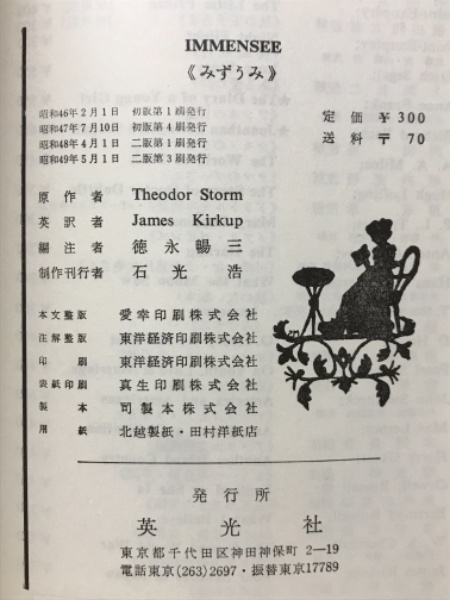 IMMENSEE
《みずうみ》
昭和46年2月1日 初版第1刷発行
昭和47年7月10日 初版第4刷発行
昭和48年4月1日 二版第1刷発行
昭和49年5月1日 二版第3刷発行
定価 ¥300
送料 〒 70
原作者 Theodor Storm
英訳者 James Kirkup
編注者 徳永暢三
制作刊行者 石光浩
本文整版 愛幸印刷株式会社
注解整版 東洋経済印刷株式会社
印刷 東洋経済印刷株式会社
表紙印刷 真生印刷株式会社
製本 司製本株式会社
用紙 北越製紙・田村洋紙店
発行所
英光社
東京都千代田区神田神保町 2—19
電話東京(263)2697・振替東京17789